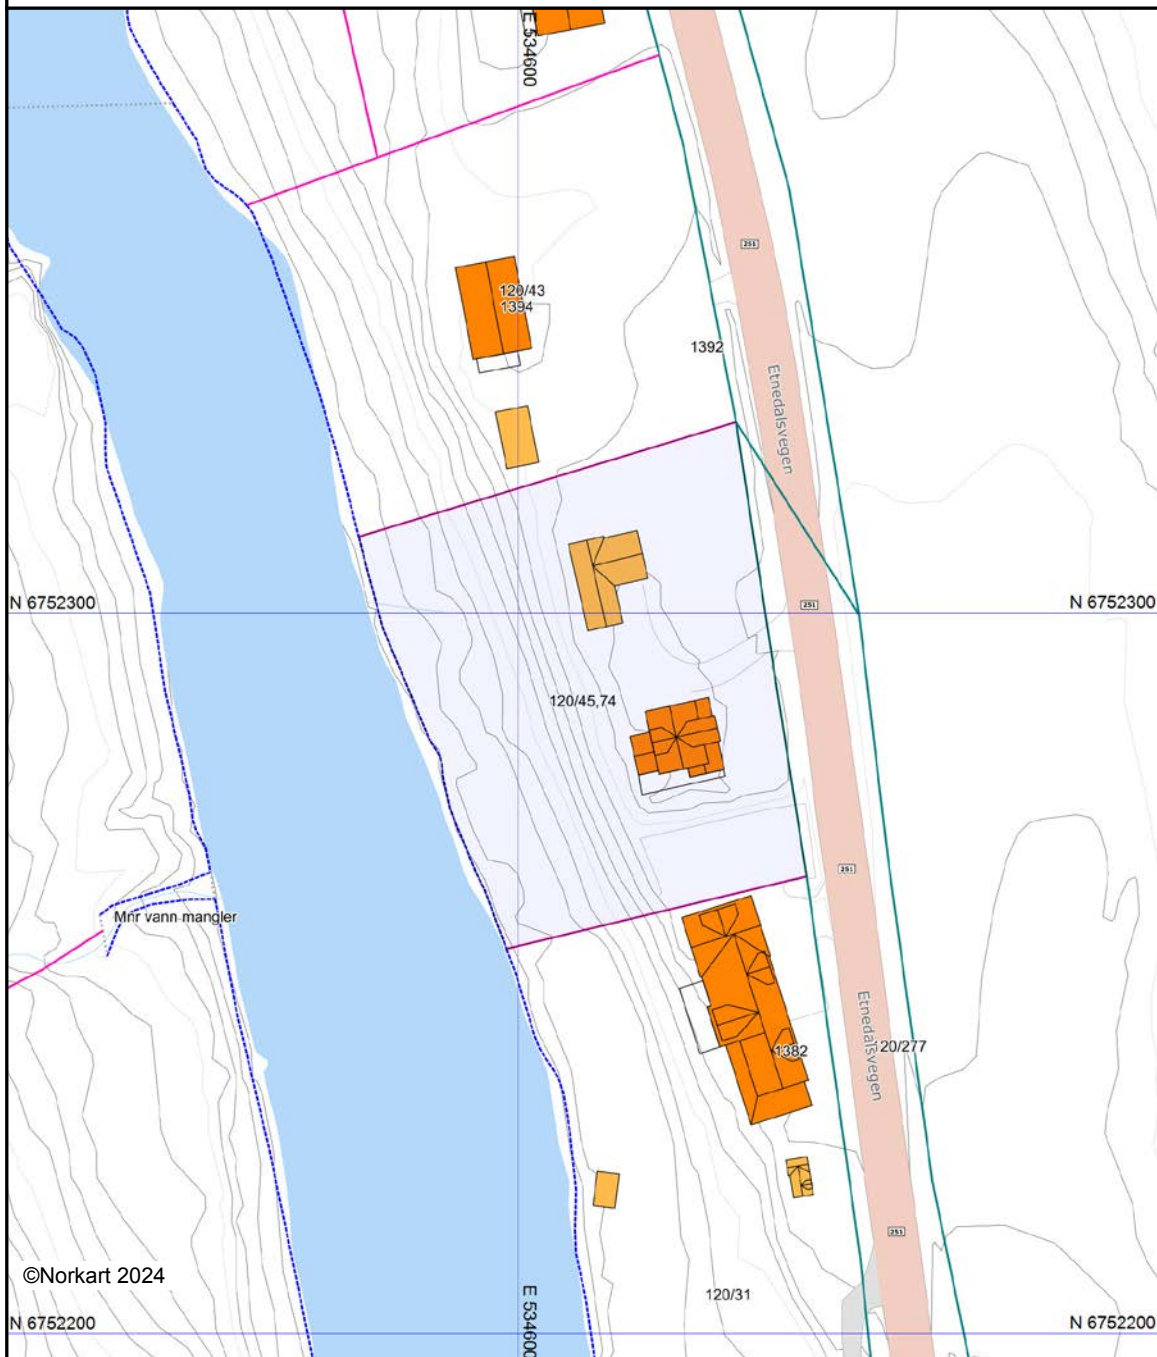 E 534600
251
120/43
1394
1392
Etnedalsvegen
N 6752300
N 6752300
251
120/45,74
251
Mnr vann mangler
Etnedalsvegen
1382
120/277
251
©Norkart 2024
120/31
E 534600
N 6752200
N 6752200